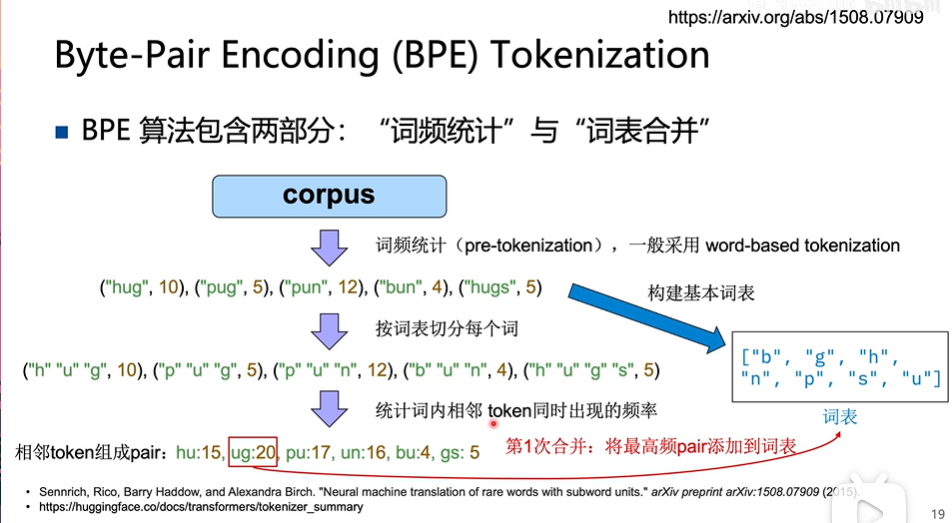 https://arxiv.org/abs/1508.07909
Byte-Pair Encoding (BPE) Tokenization
■ BPE 算法包含两部分：“词频统计”与“词表合并”
corpus
词频统计（pre-tokenization），一般采用 word-based tokenization
("hug", 10), ("pug", 5), ("pun", 12), ("bun", 4), ("hugs", 5)
构建基本词表
按词表切分每个词
["b", "g", "h",
"n", "p", "s", "u"]
("h" "u" "g", 10), ("p" "u" "g", 5), ("p" "u" "n", 12), ("b" "u" "n", 4), ("h" "u" "g" "s", 5)
统计词内相邻 token同时出现的频率
词表
相邻token组成pair：hu:15, ug:20, pu:17, un:16, bu:4, gs: 5
第1次合并：将最高频pair添加到词表
• Sennrich, Rico, Barry Haddow, and Alexandra Birch. "Neural machine translation of rare words with subword units." arXiv preprint arXiv:1508.07909 (2015).
• https://huggingface.co/docs/transformers/tokenizer_summary
19